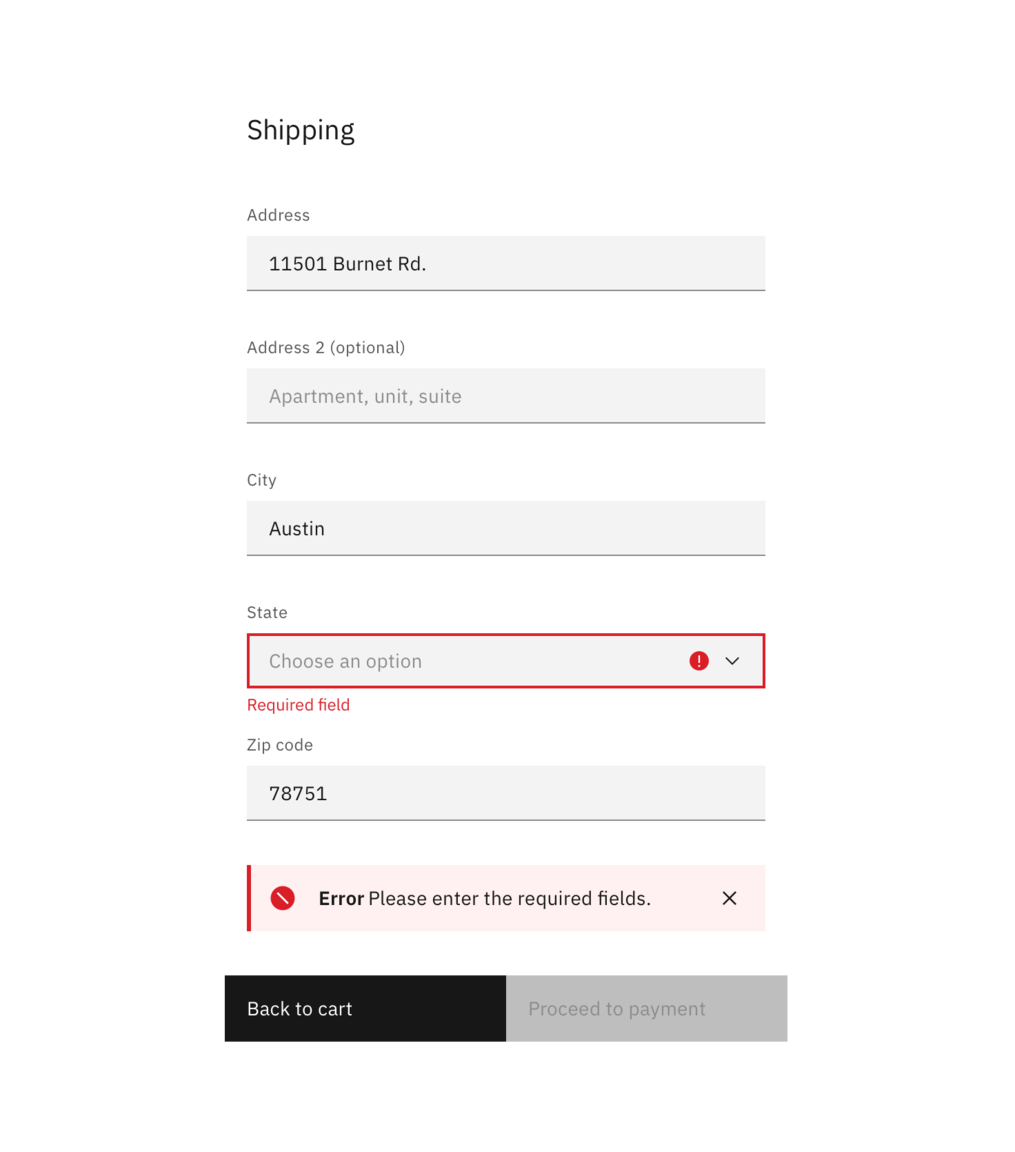 Shipping
Address
11501 Burnet Rd.
Address 2 (optional)
Apartment, unit, suite
City
Austin
State
Choose an option
Required field
Zip code
78751
Error Please enter the required fields.
Back to cart
Proceed to payment